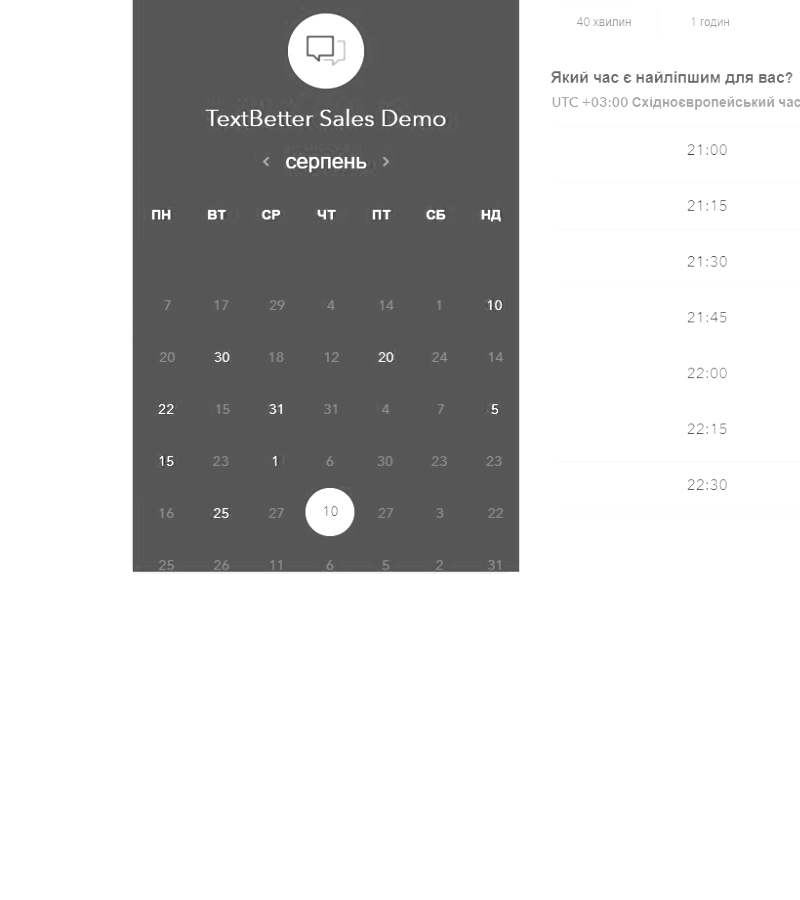 TextBetter Sales Demo
< серпень >
ПН ВТ СР ЧТ ПТ СБ НД
7 17 29 4 14 1 10
20 30 18 12 20 24 14
22 15 31 31 4 7 5
15 23 1 6 30 23 23
16 25 27 10 27 3 22
25 26 11 6 5 2 31
40 хвилин 1 годин
Який час є найліпшим для вас?
UTC +03:00 Східноєвропейський час
21:00
21:15
21:30
21:45
22:00
22:15
22:30